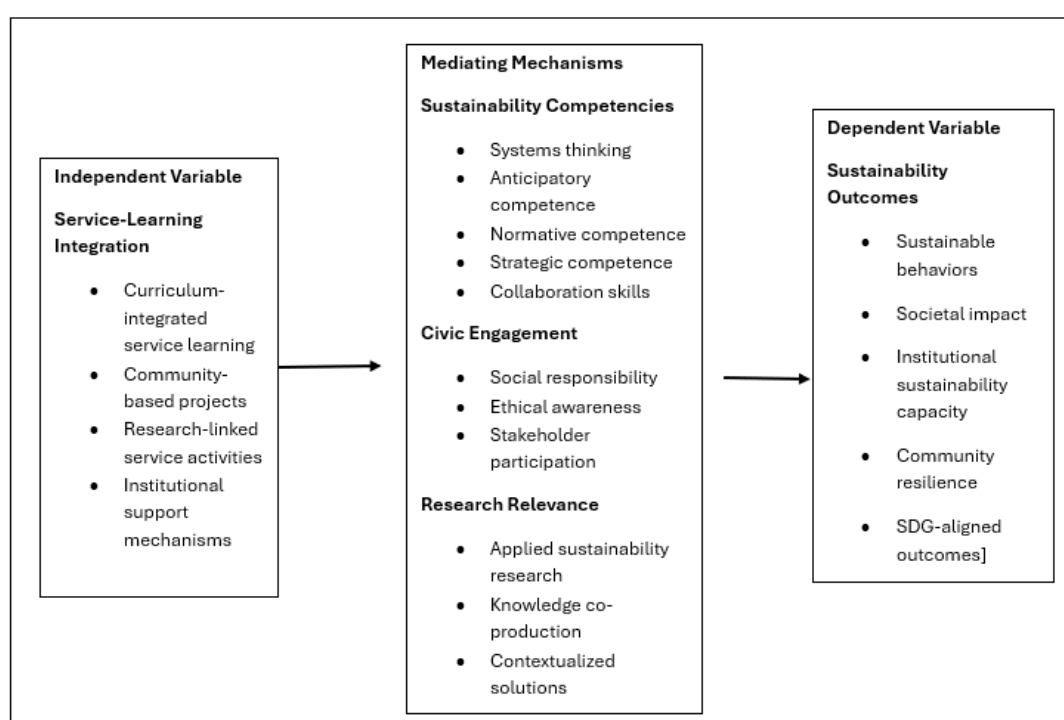 Independent Variable
Service-Learning
Integration
● Curriculum-
integrated
service learning
● Community-
based projects
● Research-linked
service activities
● Institutional
support
mechanisms
Mediating Mechanisms
Sustainability Competencies
● Systems thinking
● Anticipatory
competence
● Normative competence
● Strategic competence
● Collaboration skills
Civic Engagement
● Social responsibility
● Ethical awareness
● Stakeholder
participation
Research Relevance
● Applied sustainability
research
● Knowledge co-
production
● Contextualized
solutions
Dependent Variable
Sustainability
Outcomes
● Sustainable
behaviors
● Societal impact
● Institutional
sustainability
capacity
● Community
resilience
● SDG-aligned
outcomes]